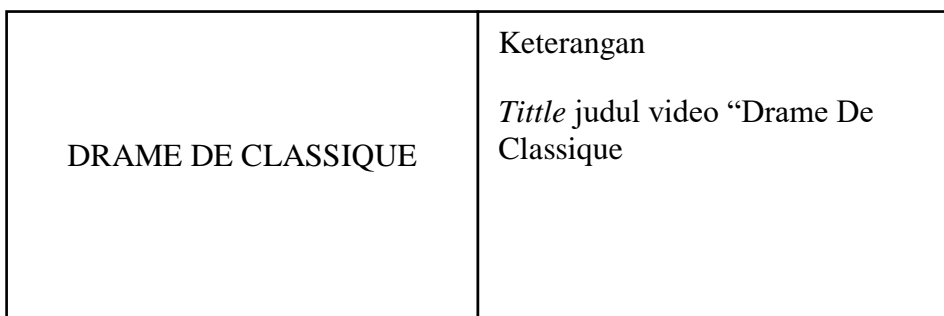 DRAME DE CLASSIQUE
Keterangan
Tittle judul video “Drame De
Classique